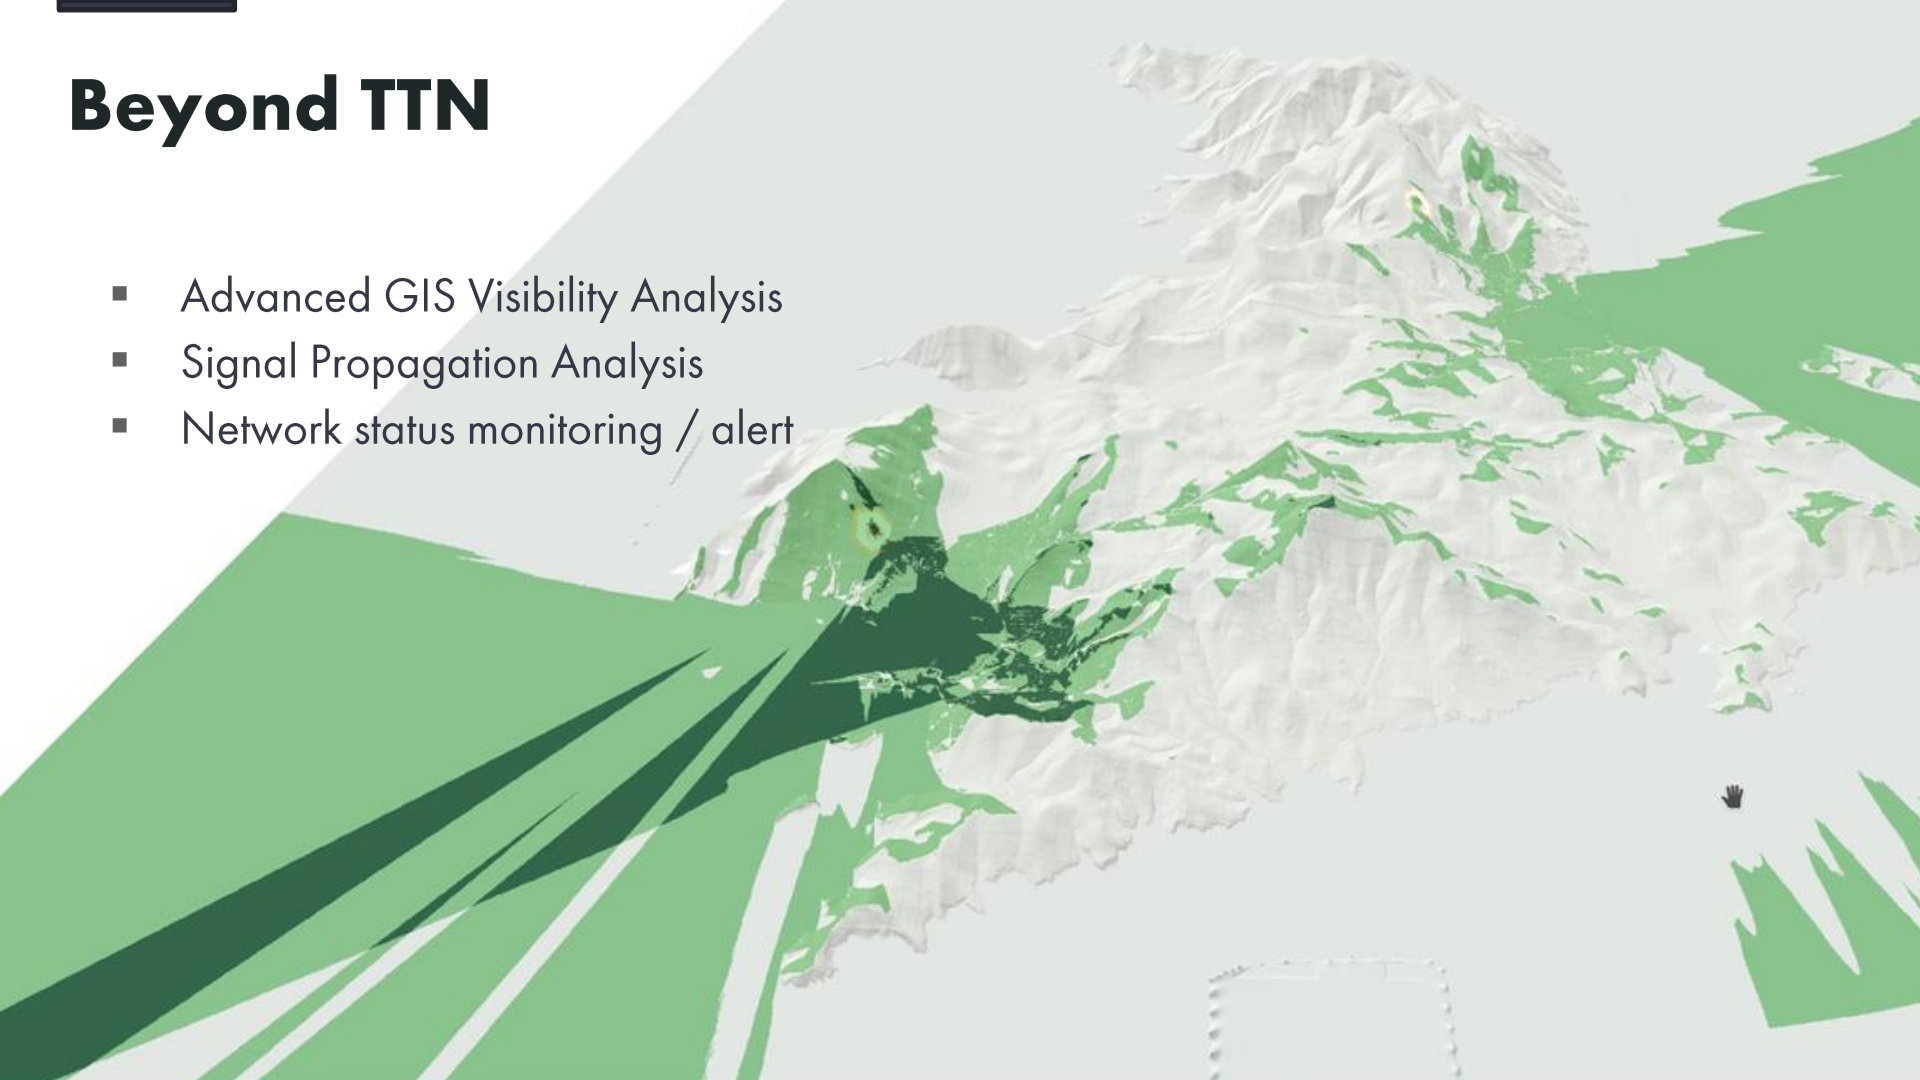 Beyond TTN
Advanced GIS Visibility Analysis
Signal Propagation Analysis
Network status monitoring / alert